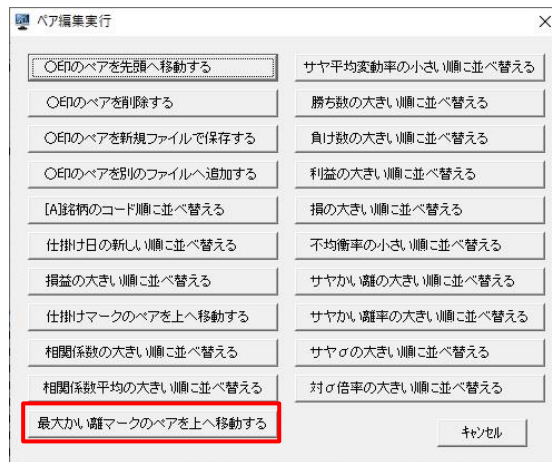 ペア編集実行
〇印のペアを先頭へ移動する
〇印のペアを削除する
〇印のペアを新規ファイルで保存する
〇印のペアを別のファイルへ追加する
[A]銘柄のコード順に並べ替える
仕掛け日の新しい順に並べ替える
損益の大きい順に並べ替える
仕掛けマークのペアを上へ移動する
相関係数の大きい順に並べ替える
相関係数平均の大きい順に並べ替える
最大かい離マークのペアを上へ移動する
サヤ平均変動率の小さい順に並べ替える
勝ち数の大きい順に並べ替える
負け数の大きい順に並べ替える
利益の大きい順に並べ替える
損の大きい順に並べ替える
不均衡率の小さい順に並べ替える
サヤかい離の大きい順に並べ替える
サヤかい離率の大きい順に並べ替える
サヤσの大きい順に並べ替える
対σ倍率の大きい順に並べ替える
キャンセル